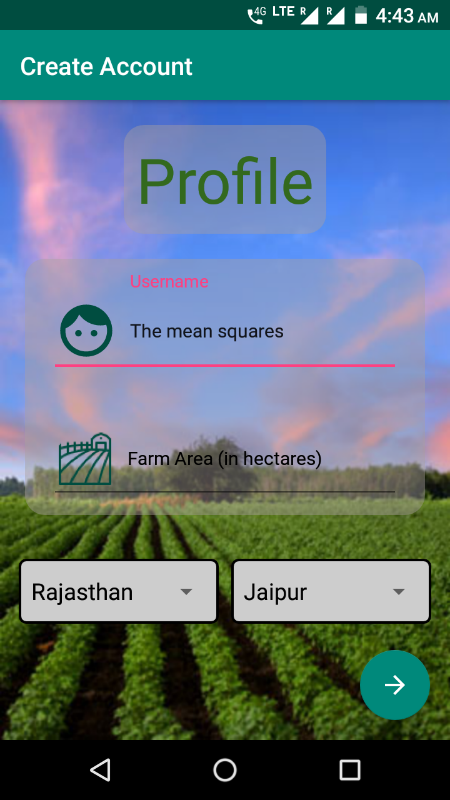 4G LTE R R 4:43 AM
Create Account
Profile
Username
The mean squares
Farm Area (in hectares)
Rajasthan Jaipur